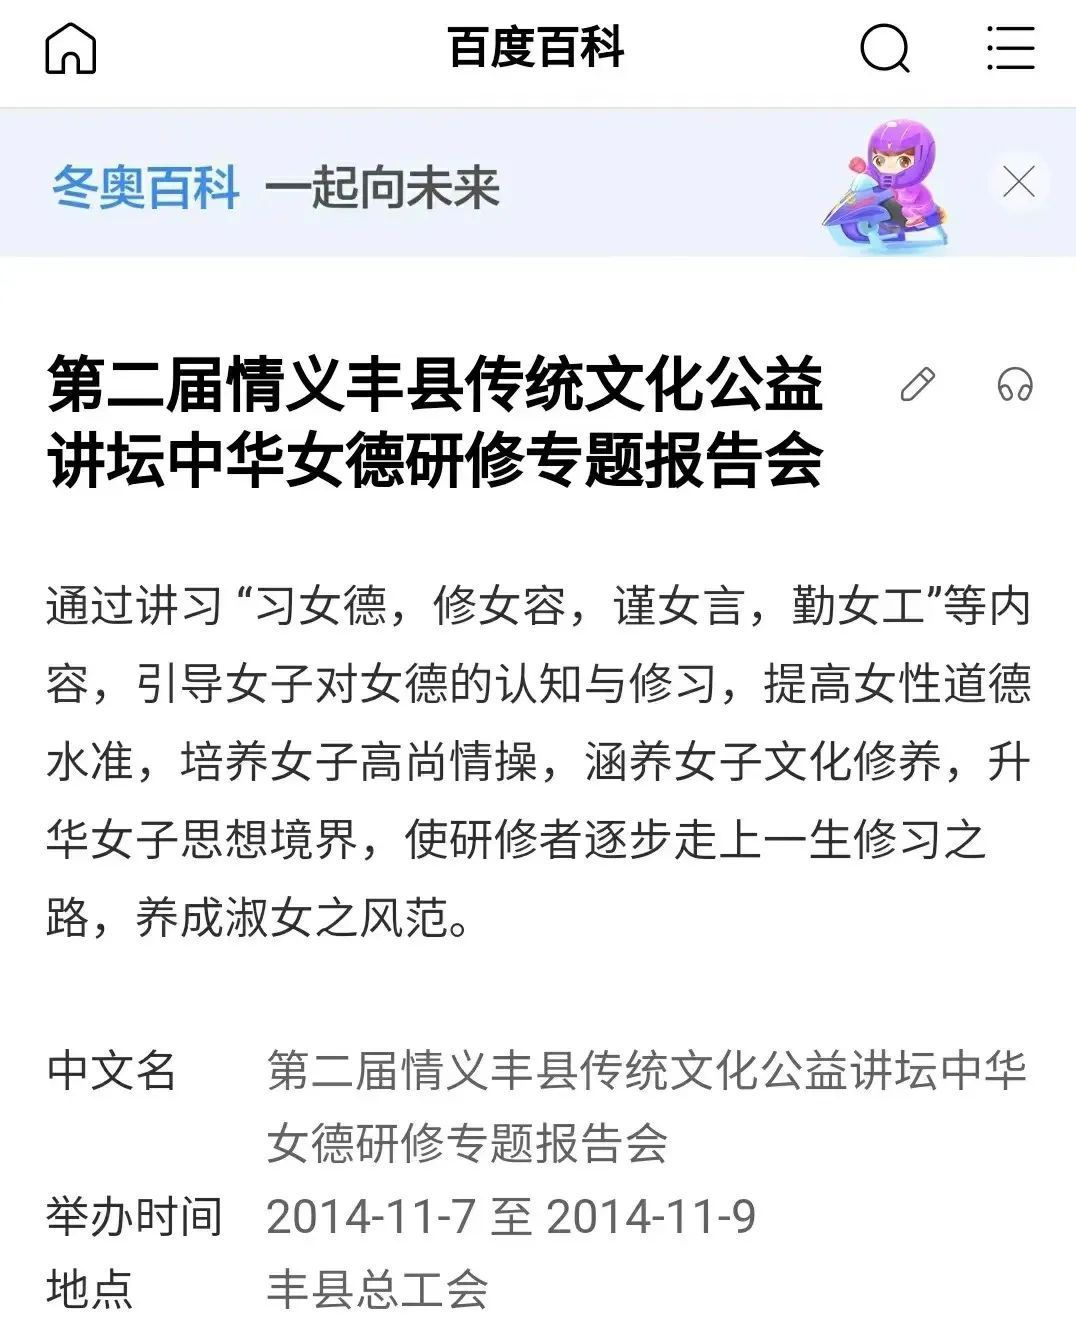 百度百科
冬奥百科 一起向未来
第二届情义丰县传统文化公益
讲坛中华女德研修专题报告会
通过讲习 “习女德，修女容，谨女言，勤女工”等内
容，引导女子对女德的认知与修习，提高女性道德
水准，培养女子高尚情操，涵养女子文化修养，升
华女子思想境界，使研修者逐步走上一生修习之
路，养成淑女之风范。
中文名 第二届情义丰县传统文化公益讲坛中华
女德研修专题报告会
举办时间 2014-11-7 至 2014-11-9
地点 丰县总工会